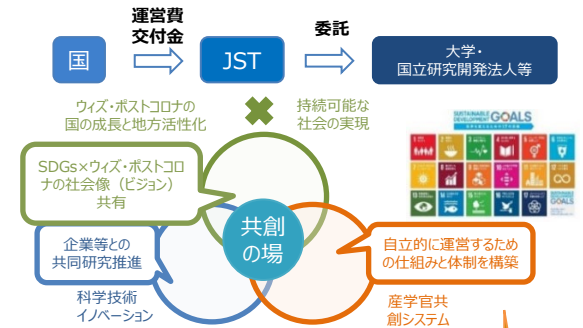 運営費
交付金
委託
国
JST
大学・
国立研究開発法人等
ウィズ・ポストコロナの
国の成長と地方活性化
持続可能な
社会の実現
SUSTAINABLE
DEVELOPMENT GOALS
SDGs×ウィズ・ポストコロ
ナの社会像（ビジョン）
共有
共創
の場
企業等との
共同研究推進
自立的に運営するため
の仕組みと体制を構築
科学技術
イノベーション
産学官共
創システム